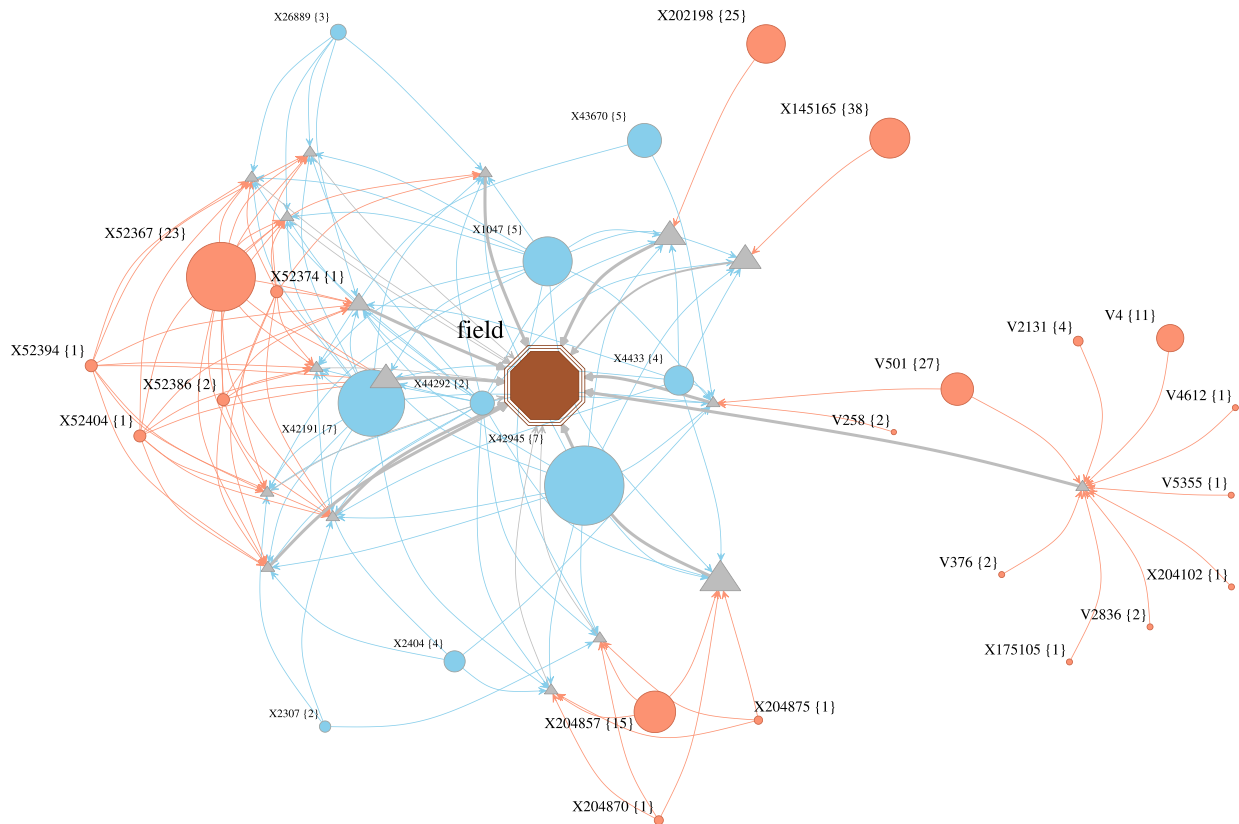 X26889 {3}
X202198 {25}
X43670 {5}
X145165 {38}
X52367 {23}
X1047 {5}
X52374 {1}
field
V2131 {4}
V4 {11}
X52394 {1}
X4433 {4}
V501 {27}
X52386 {2}
X44292 {2}
V4612 {1}
X52404 {1}
V258 {2}
X42191 {7}
X42945 {7}
V5355 {1}
V376 {2}
X204102 {1}
V2836 {2}
X2404 {4}
X175105 {1}
X2307 {2}
X204857 {15}
X204875 {1}
X204870 {1}